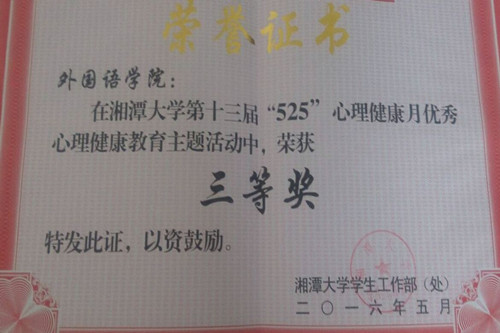 荣誉证书
外国语学院：
在湘潭大学第十三届“525”心理健康月优秀
心理健康教育主题活动中，荣获
三等奖
特发此证，以资鼓励。
湘潭大学学生工作部（处）
二〇一六年五月